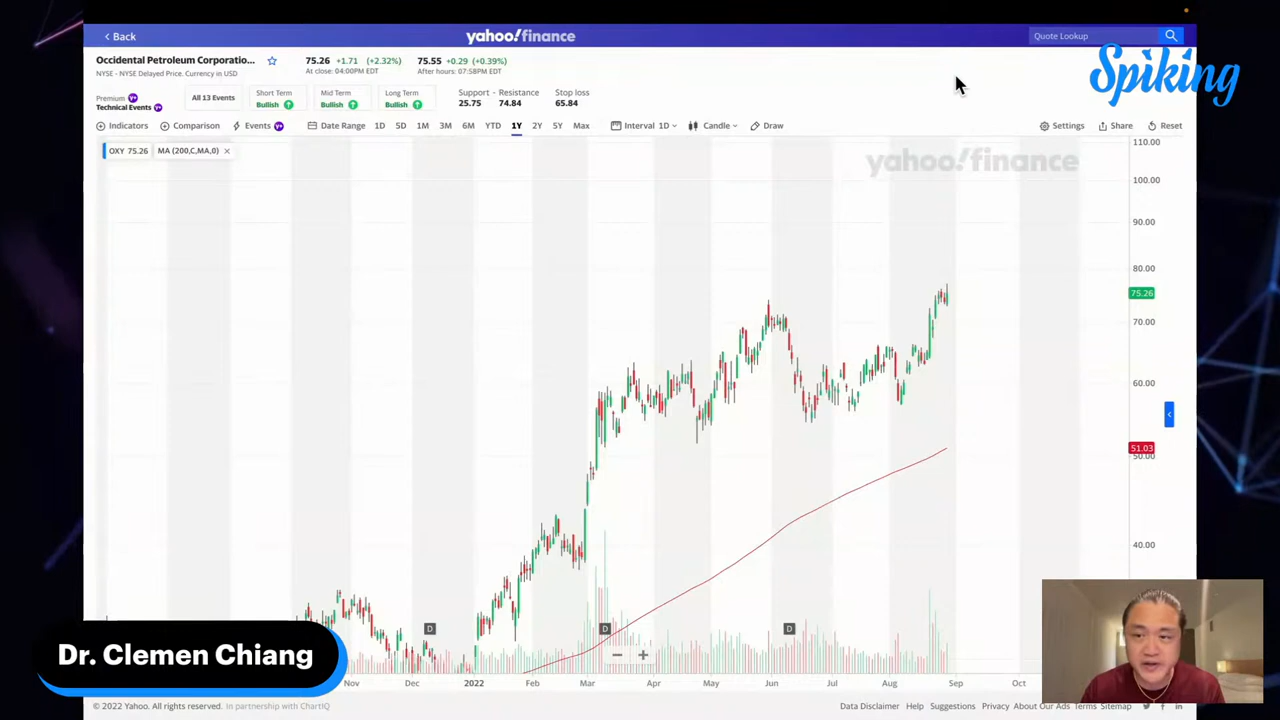 Back
yahoo!finance
Quote Lookup
Spiking
Occidental Petroleum Corporatio...
NYSE - NYSE Delayed Price. Currency in USD
75.26 +1.71 (+2.32%)
At close: 04:00PM EDT
75.55 +0.29 (+0.39%)
After hours: 07:58PM EDT
Premium Y+
Technical Events Y+
All 13 Events
Short Term
Bullish
Mid Term
Bullish
Long Term
Bullish
Support - Resistance
25.75 74.84
Stop loss
65.84
Indicators Comparison Events Y+ Date Range 1D 5D 1M 3M 6M YTD 1Y 2Y 5Y Max Interval 1D Candle Draw Settings Share Reset
OXY 75.26 MA (200,C,MA,0)
yahoo!finance
110.00
100.00
90.00
80.00
75.26
70.00
60.00
51.03
50.00
40.00
D D D
Dr. Clemen Chiang
Nov Dec 2022 Feb Mar Apr May Jun Jul Aug Sep Oct
© 2022 Yahoo. All rights reserved. In partnership with ChartIQ
Data Disclaimer Help Suggestions Privacy About Our Ads Terms Sitemap